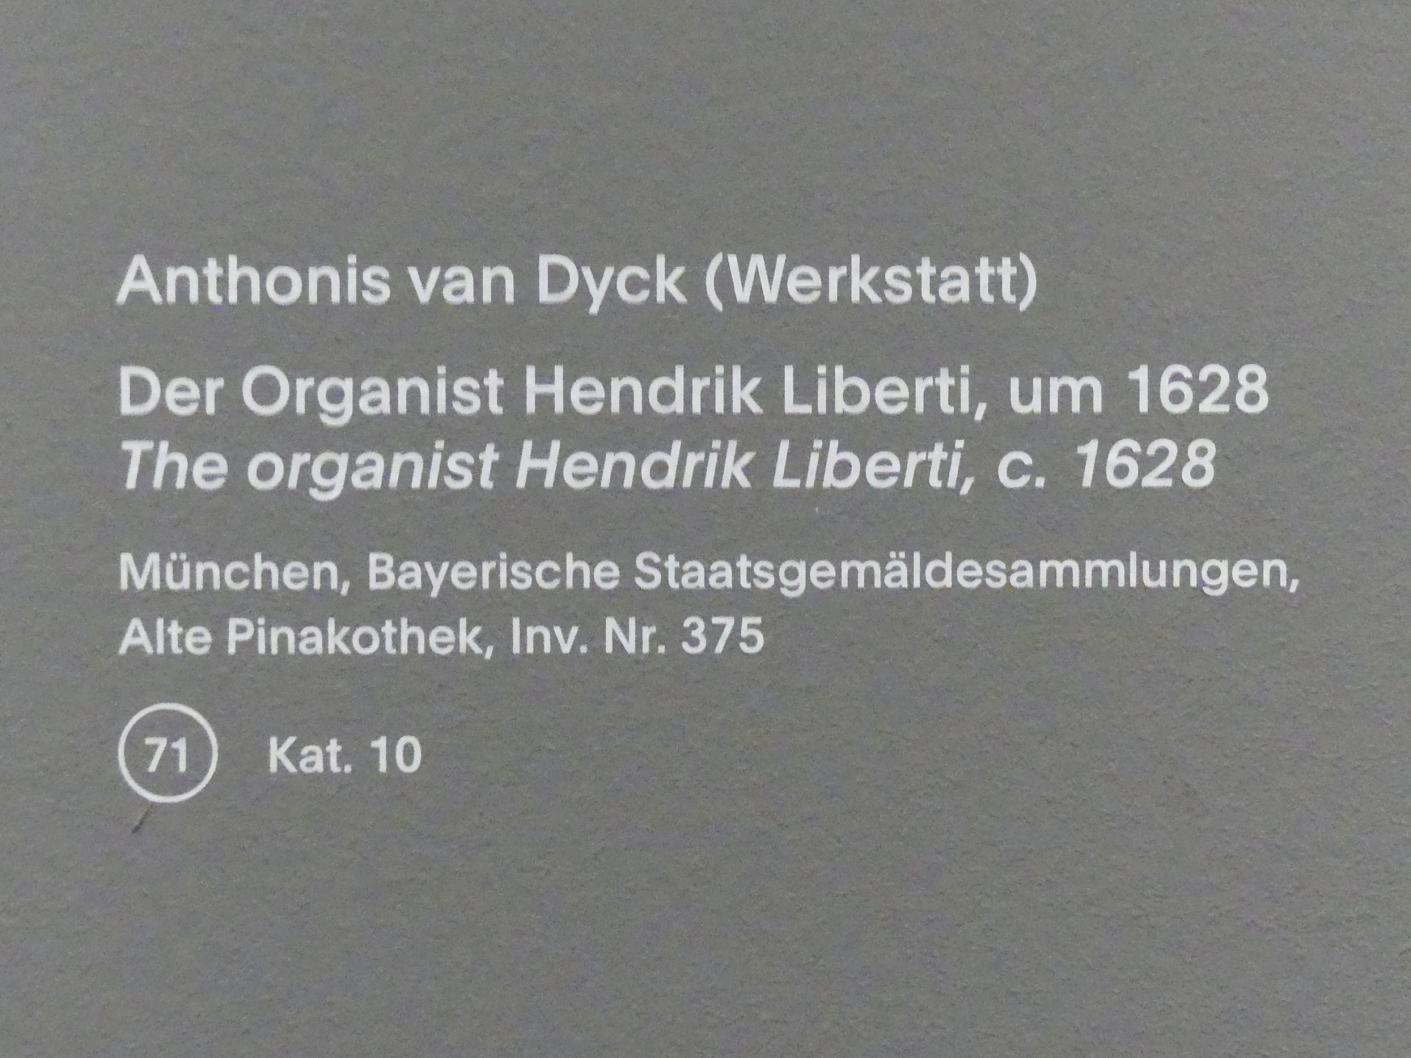 Anthonis van Dyck (Werkstatt)
Der Organist Hendrik Liberti, um 1628
The organist Hendrik Liberti, c. 1628
München, Bayerische Staatsgemäldesammlungen,
Alte Pinakothek, Inv. Nr. 375
71 Kat. 10